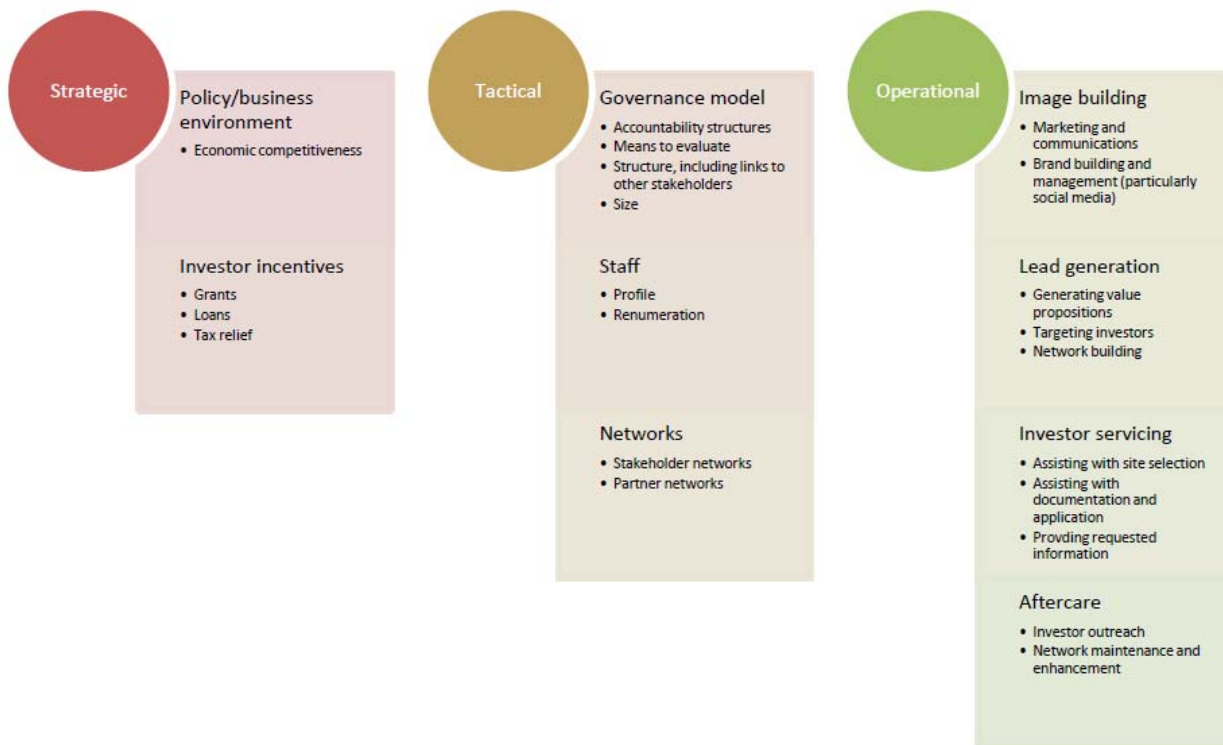 Strategic
Policy/business
environment
• Economic competitiveness
Investor incentives
• Grants
• Loans
• Tax relief
Tactical
Governance model
• Accountability structures
• Means to evaluate
• Structure, including links to
other stakeholders
• Size
Staff
• Profile
• Renumeration
Networks
• Stakeholder networks
• Partner networks
Operational
Image building
• Marketing and
communications
• Brand building and
management (particularly
social media)
Lead generation
• Generating value
propositions
• Targeting investors
• Network building
Investor servicing
• Assisting with site selection
• Assisting with
documentation and
application
• Provding requested
information
Aftercare
• Investor outreach
• Network maintenance and
enhancement